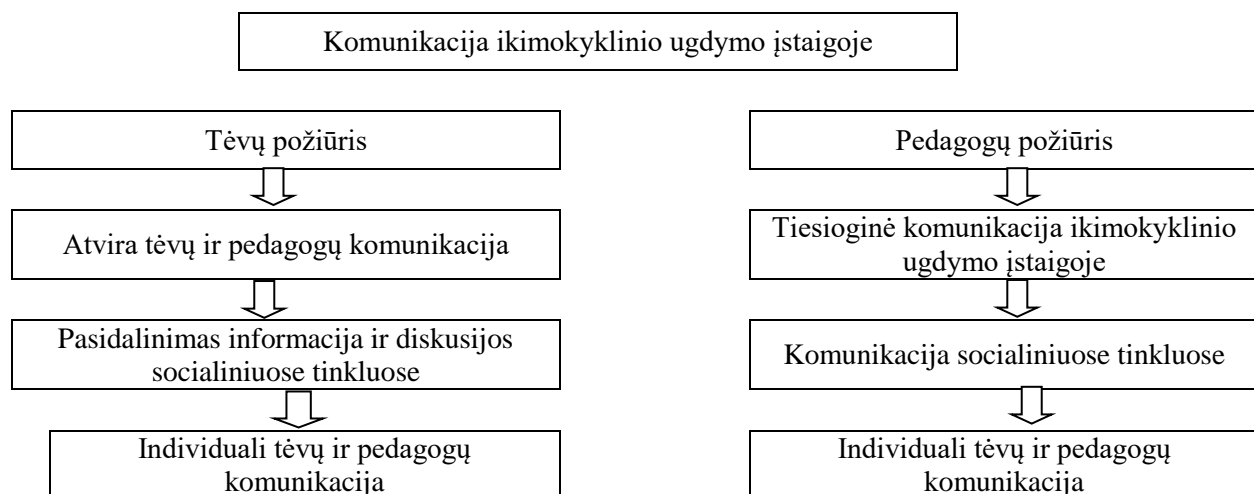 Komunikacija ikimokyklinio ugdymo įstaigoje
Tėvų požiūris
Atvira tėvų ir pedagogų komunikacija
Pasidalinimas informacija ir diskusijos
socialiniuose tinkluose
Individuali tėvų ir pedagogų
komunikacija
Pedagogų požiūris
Tiesioginė komunikacija ikimokyklinio
ugdymo įstaigoje
Komunikacija socialiniuose tinkluose
Individuali tėvų ir pedagogų
komunikacija